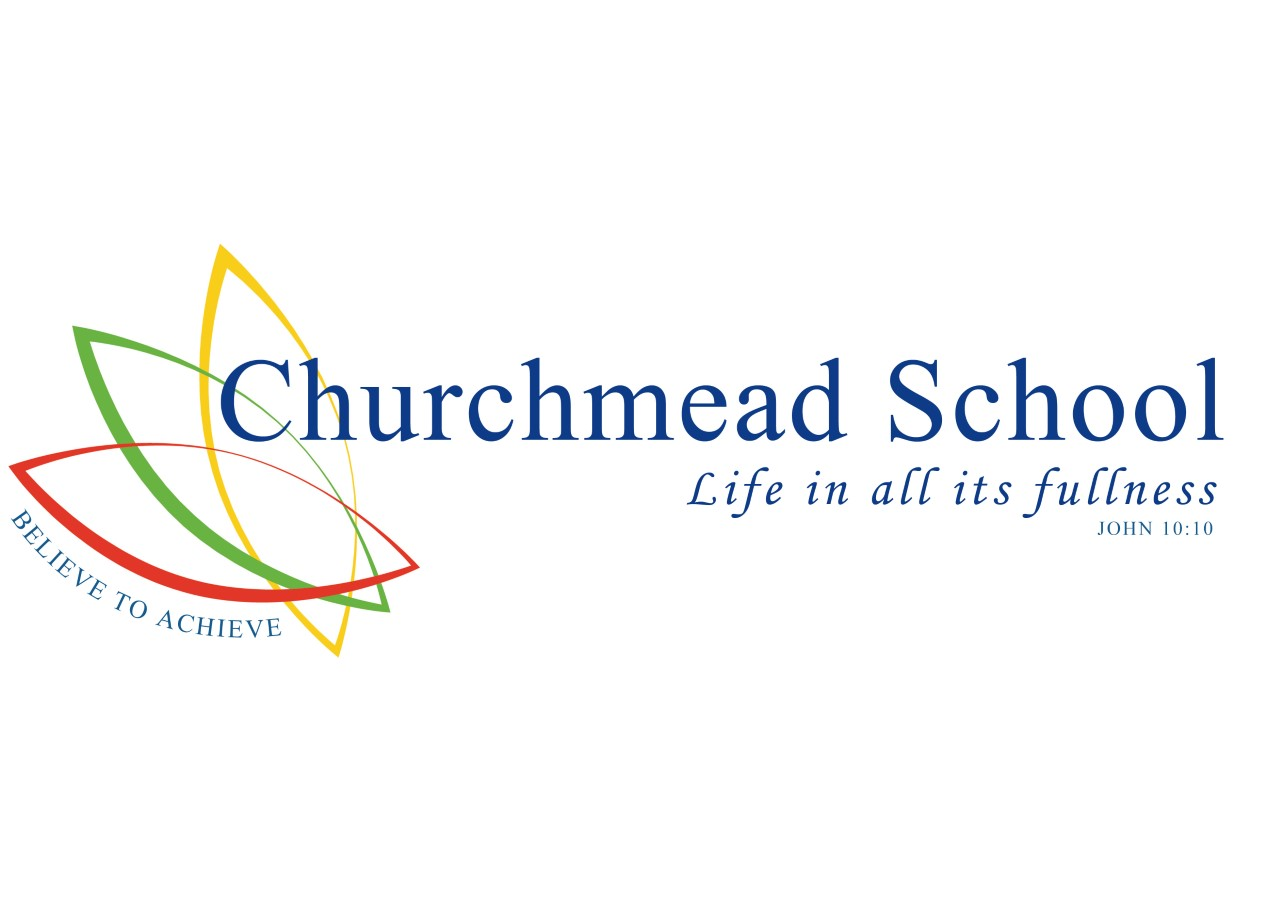 Churchmead School
Life in all its fullness
JOHN 10:10
BELIEVE TO ACHIEVE